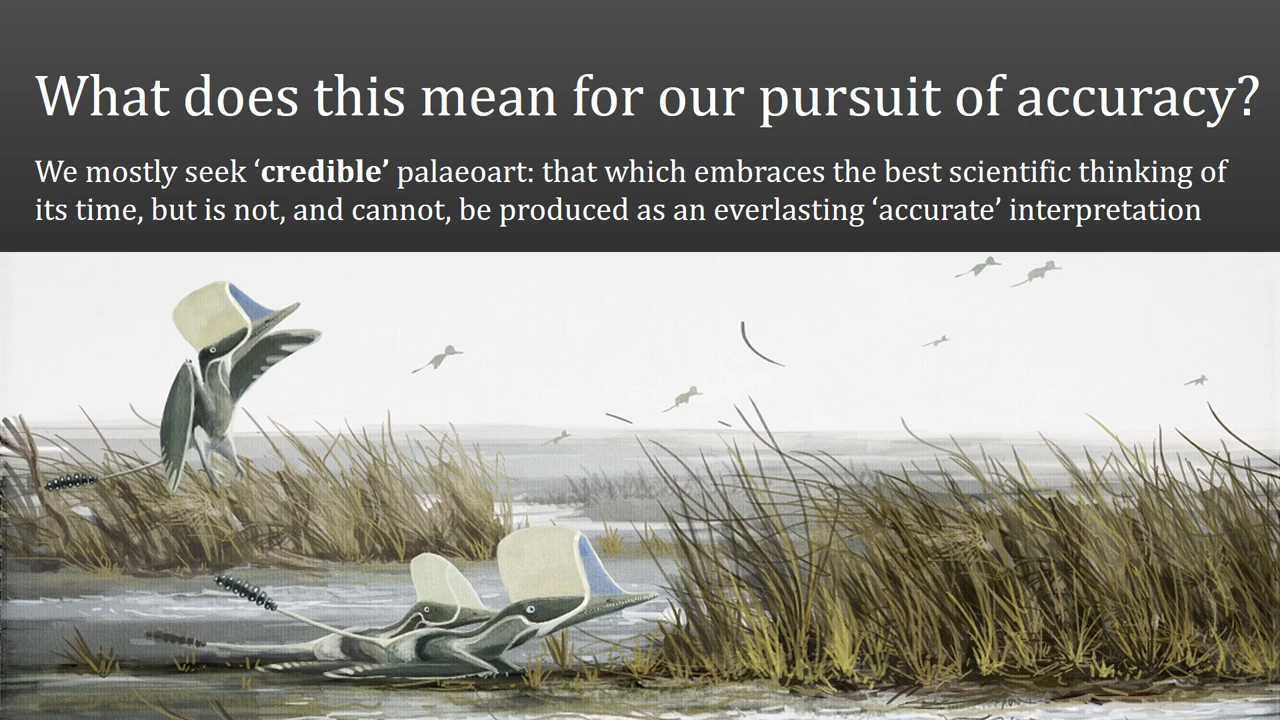 What does this mean for our pursuit of accuracy?
We mostly seek ‘credible’ palaeoart: that which embraces the best scientific thinking of
its time, but is not, and cannot, be produced as an everlasting ‘accurate’ interpretation